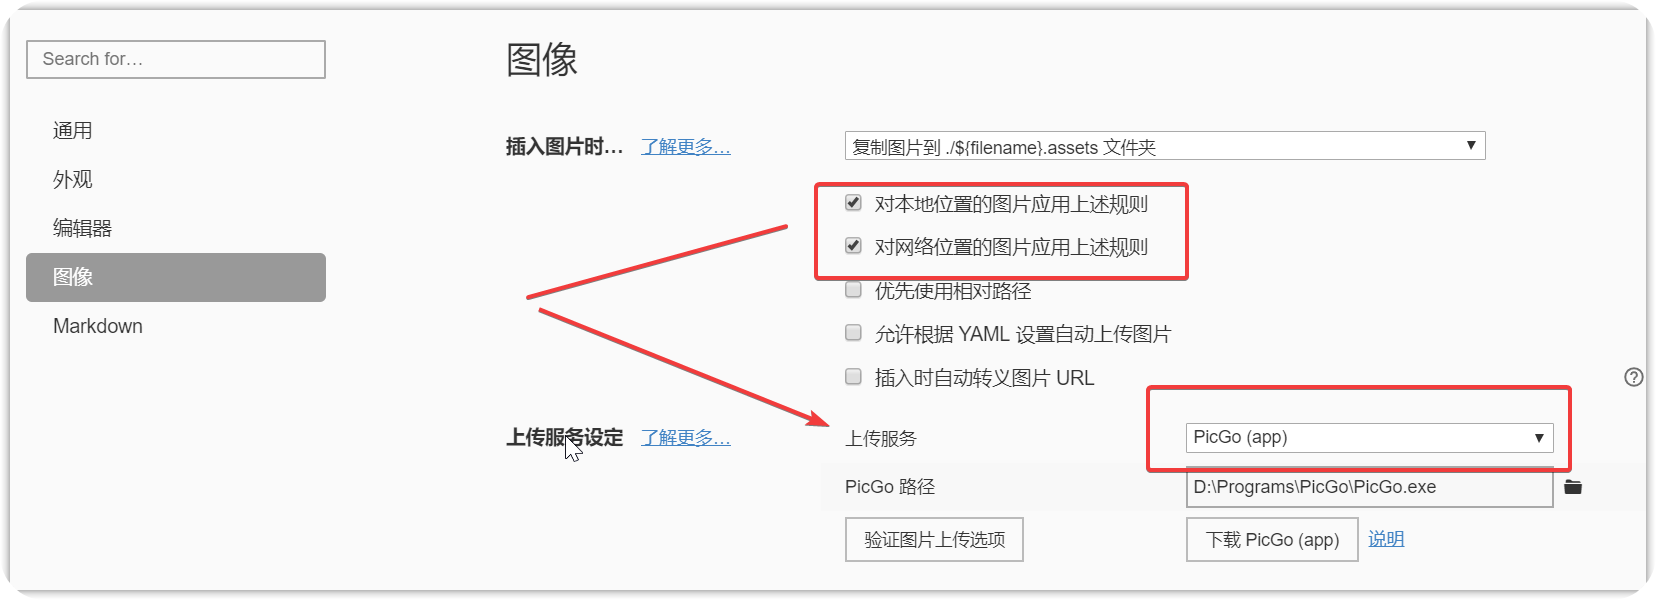 Search for…
通用
外观
编辑器
图像
Markdown
图像
插入图片时… 了解更多…
复制图片到 ./${filename}.assets 文件夹
对本地位置的图片应用上述规则
对网络位置的图片应用上述规则
优先使用相对路径
允许根据 YAML 设置自动上传图片
插入时自动转义图片 URL
上传服务设定 了解更多…
上传服务 PicGo (app)
PicGo 路径 D:\Programs\PicGo\PicGo.exe
验证图片上传选项 下载 PicGo (app) 说明